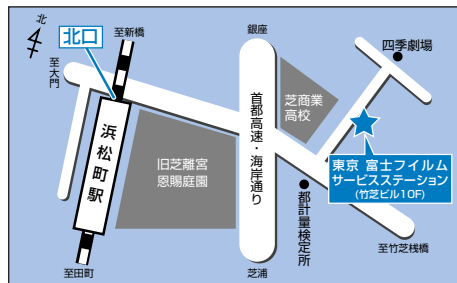 北
至新橋
北口
至大門
浜松町駅
至田町
旧芝離宮
恩賜庭園
銀座
首都高速・海岸通り
芝浦
芝商業
高校
四季劇場
東京 富士フイルム
サービスステーション
(竹芝ビル10F)
都計量検定所
至竹芝桟橋